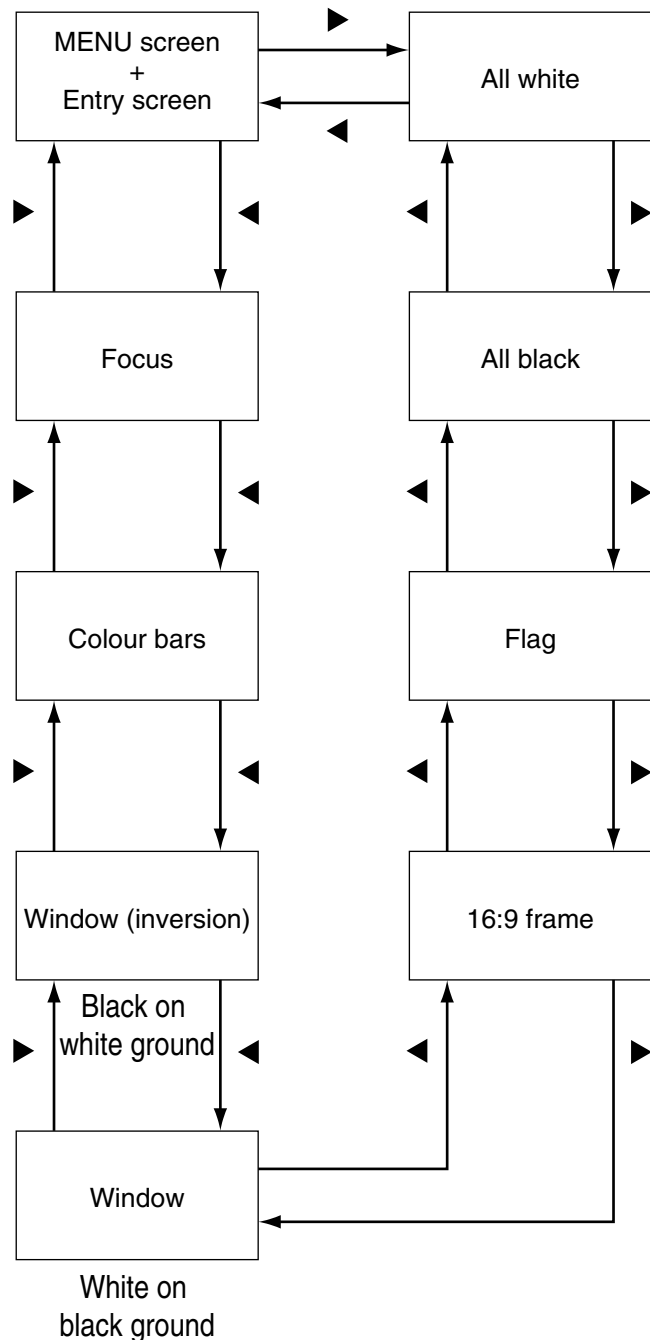 MENU screen
+
Entry screen
All white
Focus
All black
Colour bars
Flag
Window (inversion)
16:9 frame
Black on
white ground
Window
White on
black ground